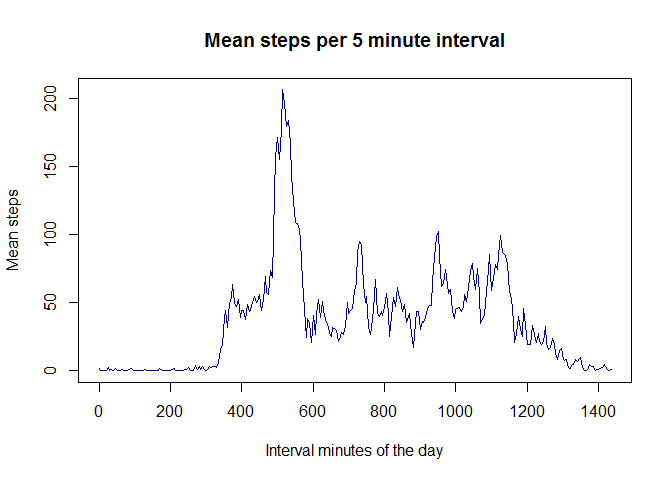 Mean steps per 5 minute interval
Mean steps
200
150
100
50
0
0 200 400 600 800 1000 1200 1400
Interval minutes of the day